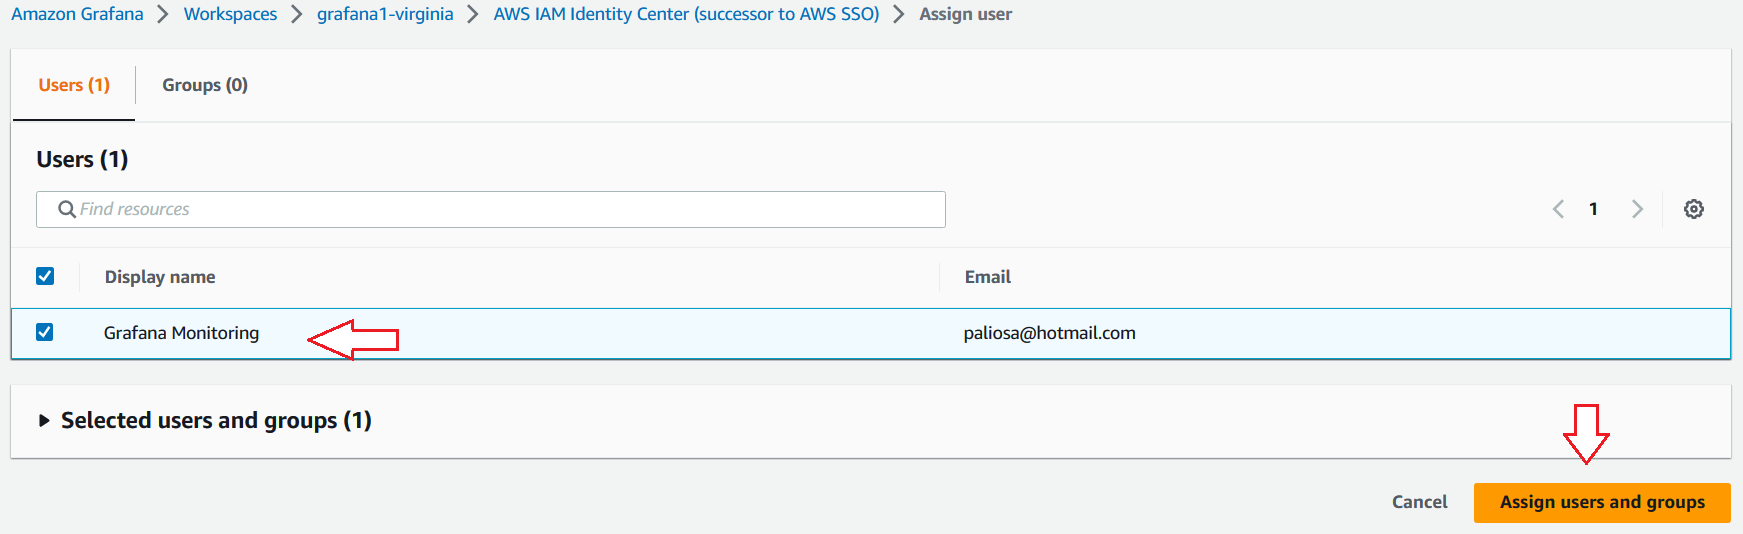 Amazon Grafana > Workspaces > grafana1-virginia > AWS IAM Identity Center (successor to AWS SSO) > Assign user
Users (1) Groups (0)
Users (1)
Find resources
1
Display name Email
Grafana Monitoring paliosa@hotmail.com
Selected users and groups (1)
Cancel Assign users and groups